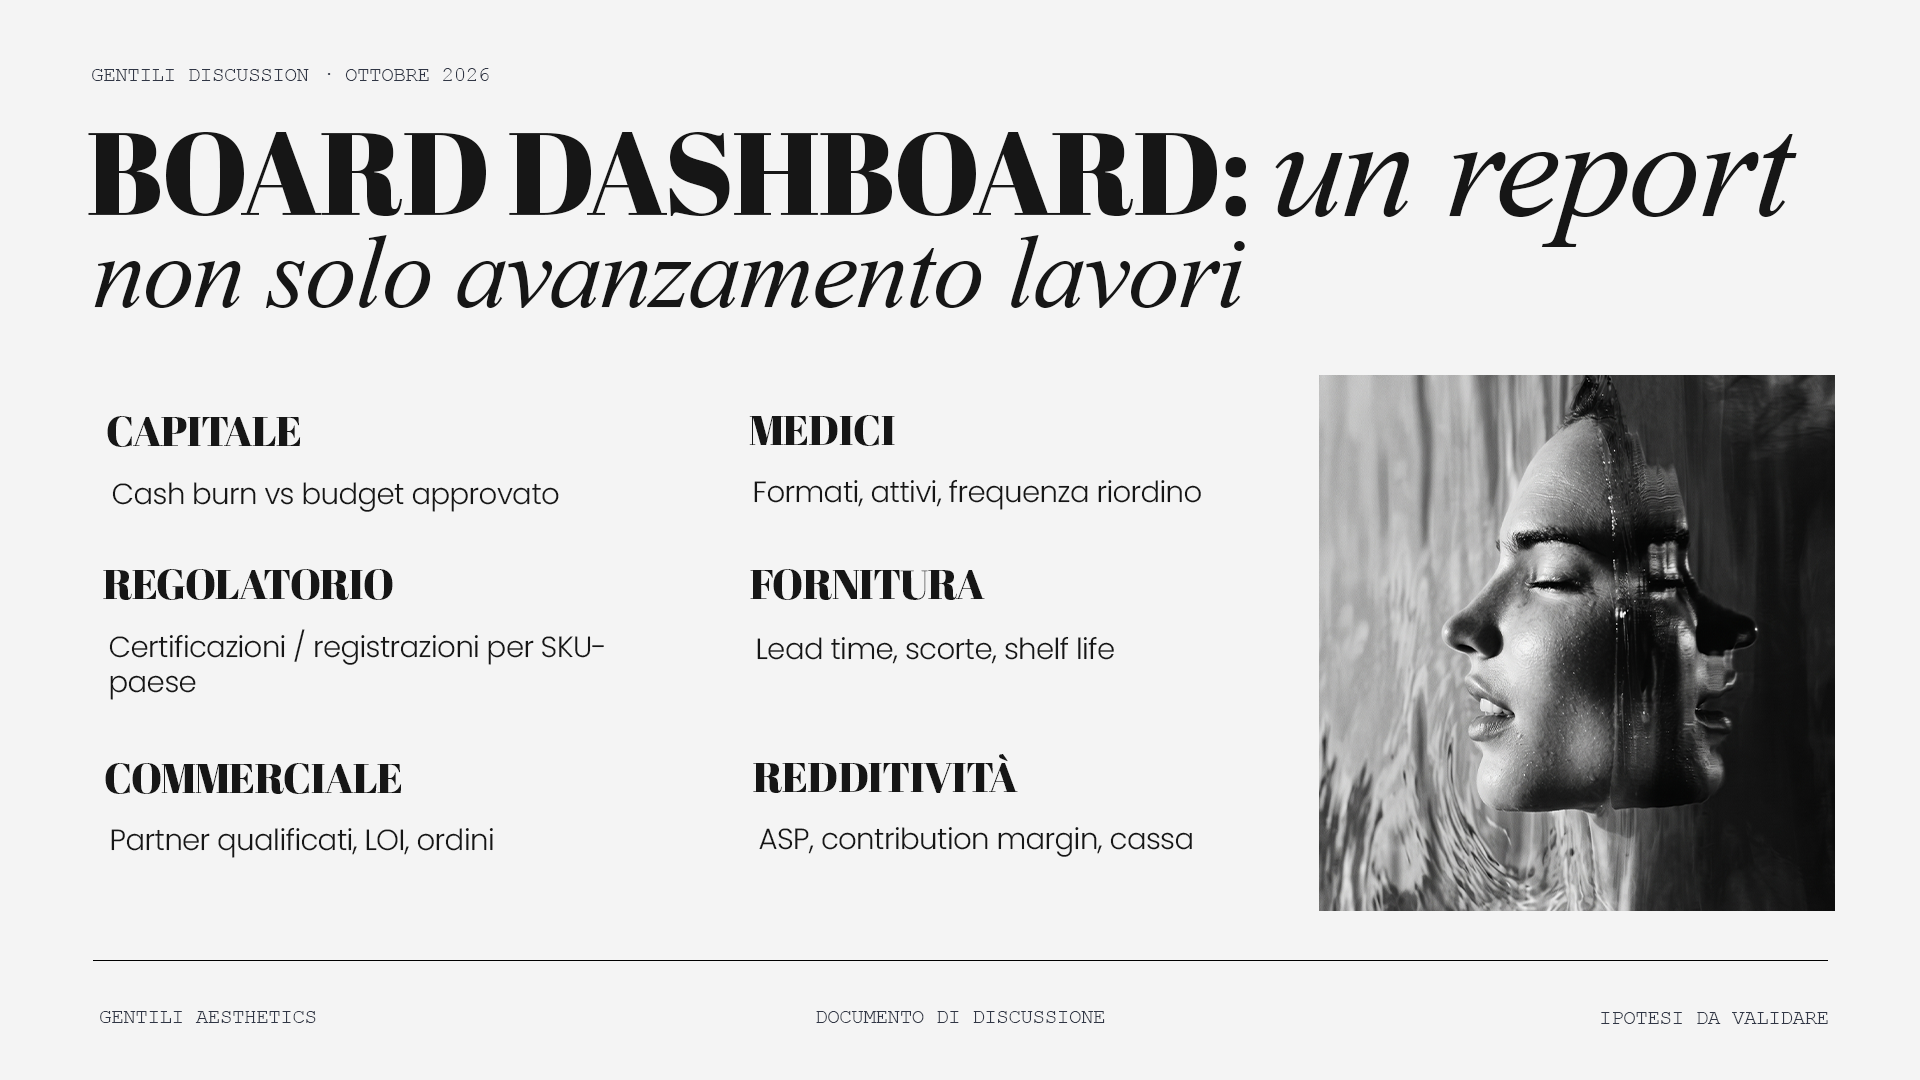 GENTILI DISCUSSION · OTTOBRE 2026
BOARD DASHBOARD: un report
non solo avanzamento lavori
CAPITALE
Cash burn vs budget approvato
REGOLATORIO
Certificazioni / registrazioni per SKU-
paese
COMMERCIALE
Partner qualificati, LOI, ordini
MEDICI
Formati, attivi, frequenza riordino
FORNITURA
Lead time, scorte, shelf life
REDDITIVITÀ
ASP, contribution margin, cassa
GENTILI AESTHETICS
DOCUMENTO DI DISCUSSIONE
IPOTESI DA VALIDARE